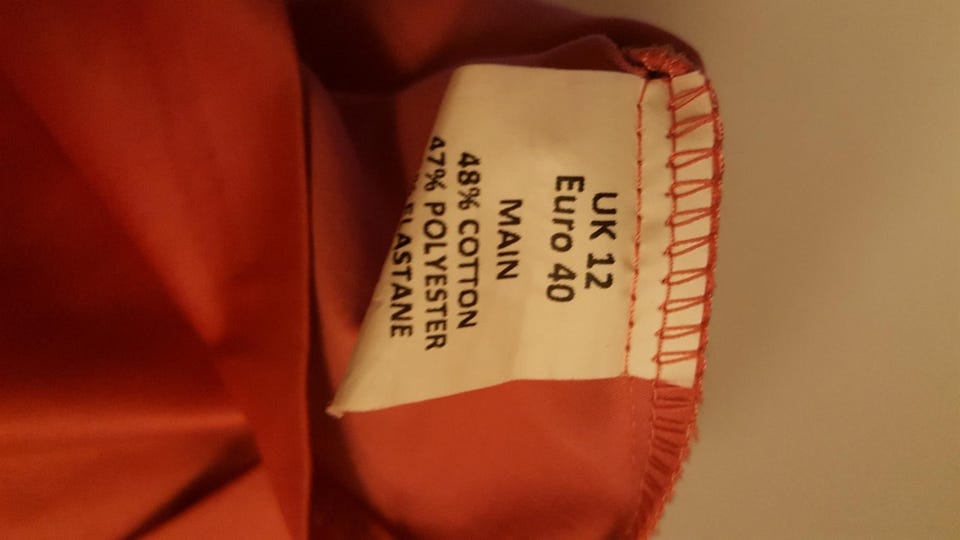 UK 12
Euro 40
MAIN
48% COTTON
47% POLYESTER
ELASTANE